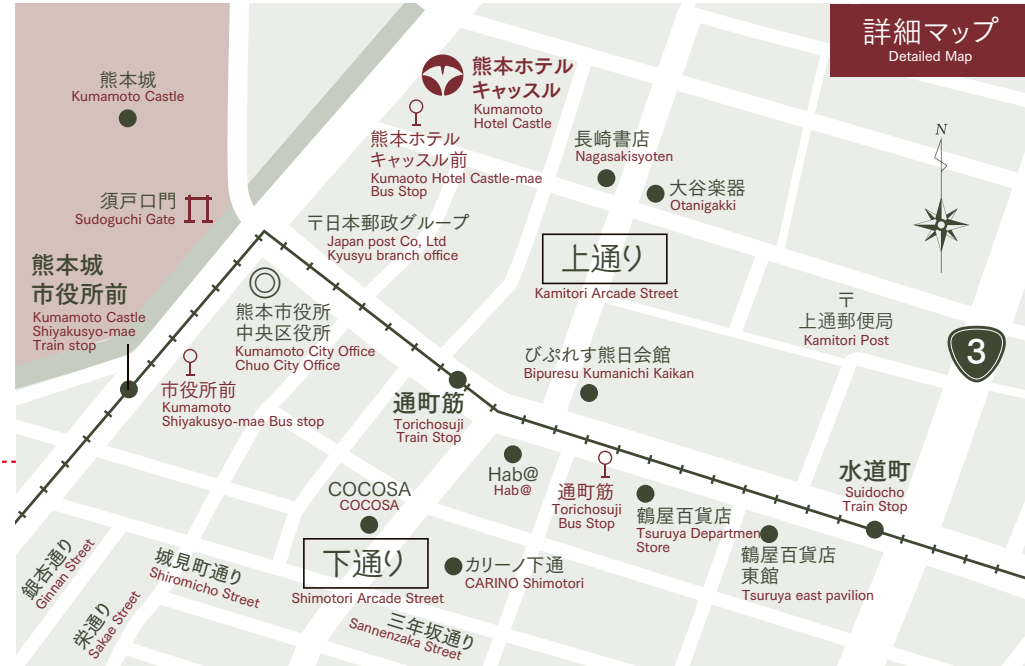 詳細マップ
Detailed Map
熊本城
Kumamoto Castle
熊本ホテル
キャッスル
Kumamoto
Hotel Castle
熊本ホテル
キャッスル前
Kumaoto Hotel Castle-mae
Bus Stop
長崎書店
Nagasakisyoten
大谷楽器
Otanigakki
N
須戸口門
Sudoguchi Gate
〒日本郵政グループ
Japan post Co, Ltd
Kyusyu branch office
上通り
Kamitori Arcade Street
熊本城
市役所前
Kumamoto Castle
Shiyakusyo-mae
Train stop
熊本市役所
中央区役所
Kumamoto City Office
Chuo City Office
〒
上通郵便局
Kamitori Post
3
びぷれす熊日会館
Bipuresu Kumanichi Kaikan
市役所前
Kumamoto
Shiyakusyo-mae Bus stop
通町筋
Torichosuji
Train Stop
Hab@
Hab@
通町筋
Torichosuji
Bus Stop
水道町
Suidocho
Train Stop
COCOSA
COCOSA
鶴屋百貨店
Tsuruya Departmen
Store
鶴屋百貨店
東館
Tsuruya east pavilion
下通り
Shimotori Arcade Street
カリーノ下通
CARINO Shimotori
銀杏通り
Ginnan Street
城見町通り
Shiromicho Street
栄通り
Sakae Street
三年坂通り
Sannenzaka Street